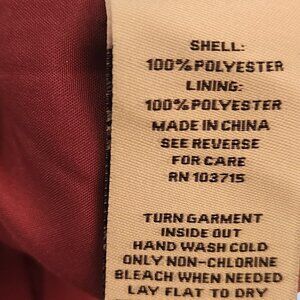 SHELL:
100% POLYESTER
LINING:
100% POLYESTER
MADE IN CHINA
SEE REVERSE
FOR CARE
RN 103715
TURN GARMENT
INSIDE OUT
HAND WASH COLD
ONLY NON-CHLORINE
BLEACH WHEN NEEDED
LAY FLAT TO DRY